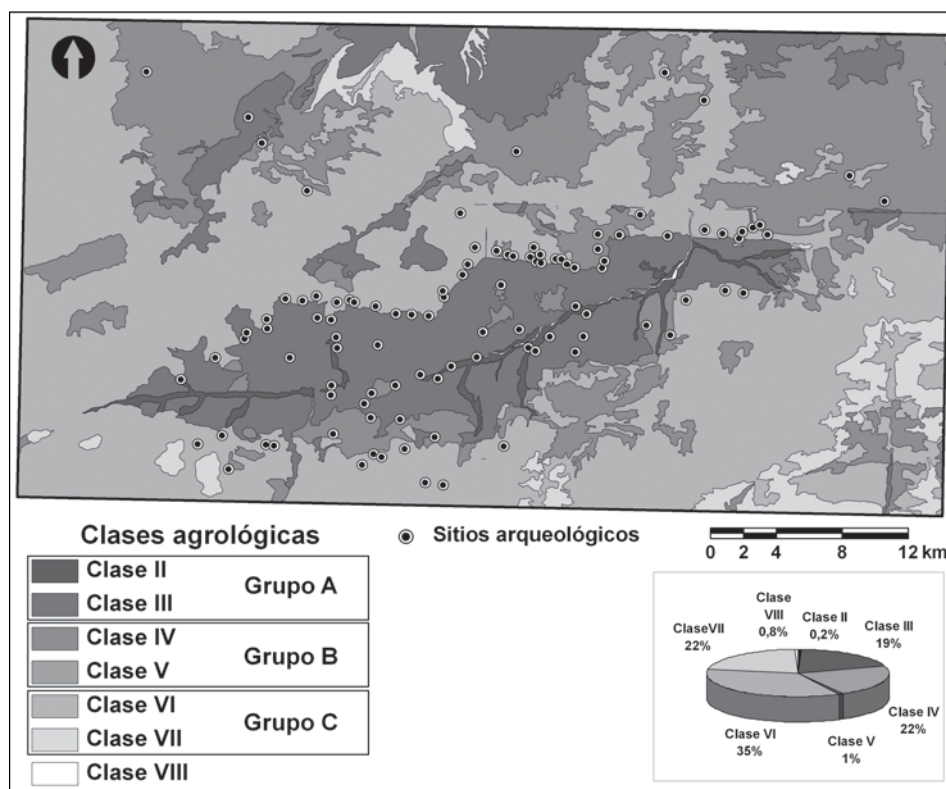 Clases agrológicas
Sitios arqueológicos
0 2 4 8 12 km
Clase II
Clase III
Grupo A
Clase IV
Clase V
Grupo B
Clase VI
Clase VII
Grupo C
Clase VIII
Clase
VIII
0,8%
Clase II
0,2%
Clase III
19%
ClaseVII
22%
Clase IV
22%
Clase VI
35%
Clase V
1%